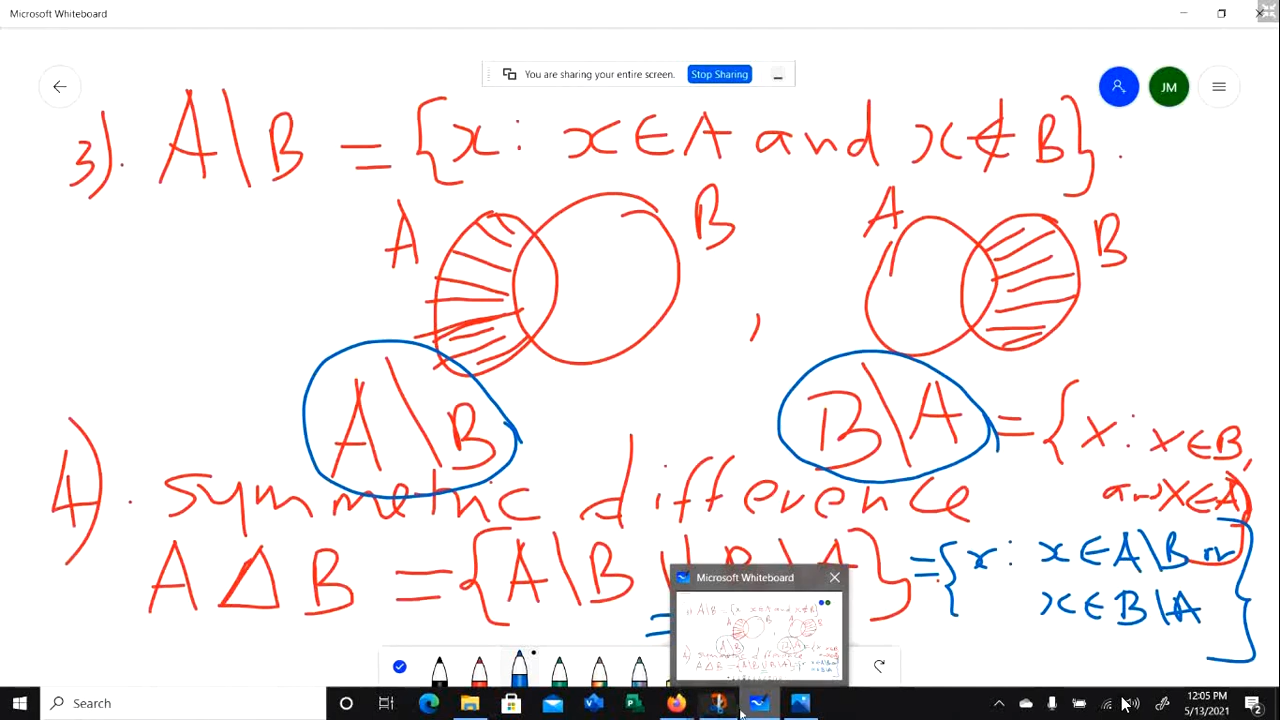 Microsoft Whiteboard
You are sharing your entire screen. Stop Sharing
JM
3). A\B = {x: x∈A and x∉B}.
A B A B
,
A\B B\A = {x: x∈B,
and x∈A}
4). symmetric difference
A Δ B = {A\B ∪ B\A} = {x: x∈A\B or
x∈B\A}
=
Microsoft Whiteboard
Search
12:05 PM
5/13/2021
2